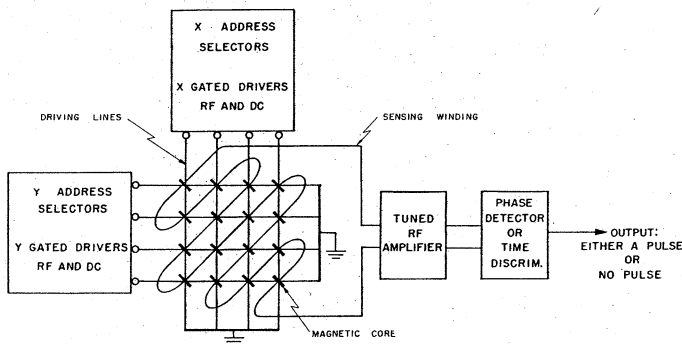 X ADDRESS
SELECTORS
X GATED DRIVERS
RF AND DC
DRIVING LINES
SENSING WINDING
Y ADDRESS
SELECTORS
Y GATED DRIVERS
RF AND DC
TUNED
RF
AMPLIFIER
PHASE
DETECTOR
OR
TIME
DISCRIM.
OUTPUT:
EITHER A PULSE
OR
NO PULSE
MAGNETIC CORE